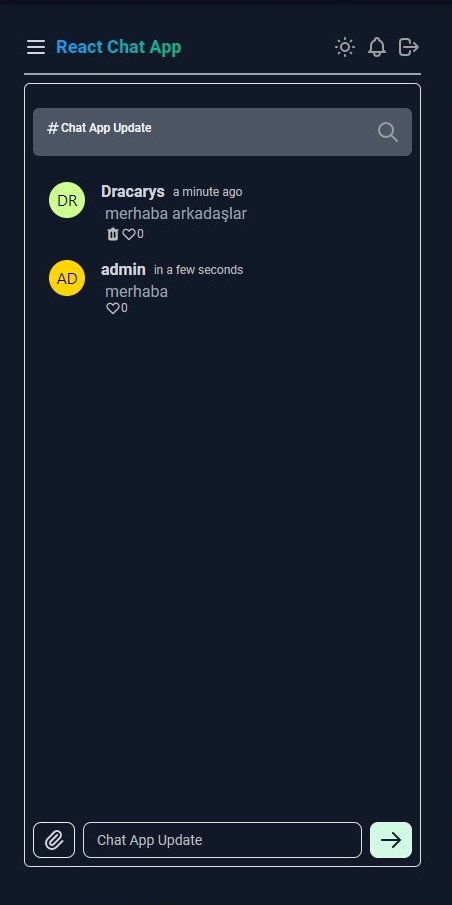 React Chat App
# Chat App Update
DR
Dracarys a minute ago
merhaba arkadaşlar
0
AD
admin in a few seconds
merhaba
0
Chat App Update